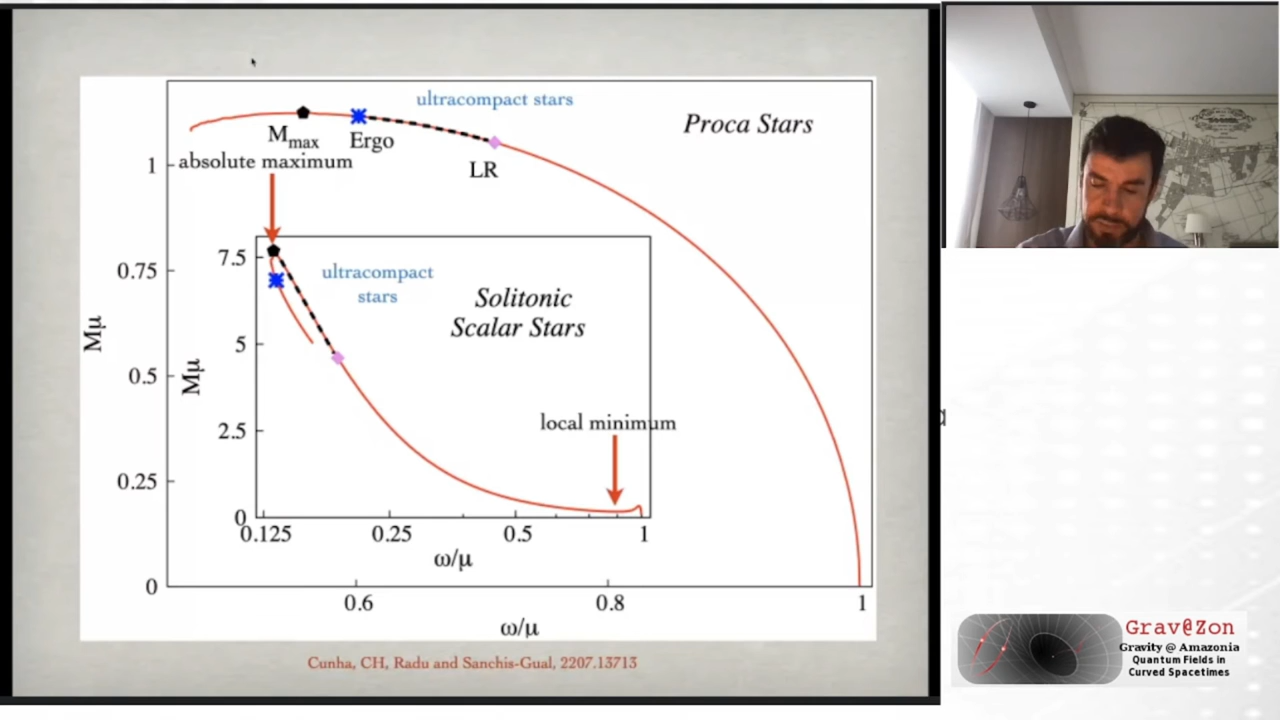 ultracompact stars
Proca Stars
M_max
Ergo
absolute maximum
LR
1
0.75
0.5
0.25
0
Mμ
7.5
5
2.5
0
Mμ
ultracompact
stars
Solitonic
Scalar Stars
local minimum
0.125
0.25
0.5
1
ω/μ
0.6
0.8
1
ω/μ
Cunha, CH, Radu and Sanchis-Gual, 2207.13713
Grav@Zon
Gravity @ Amazonia
Quantum Fields in
Curved Spacetimes